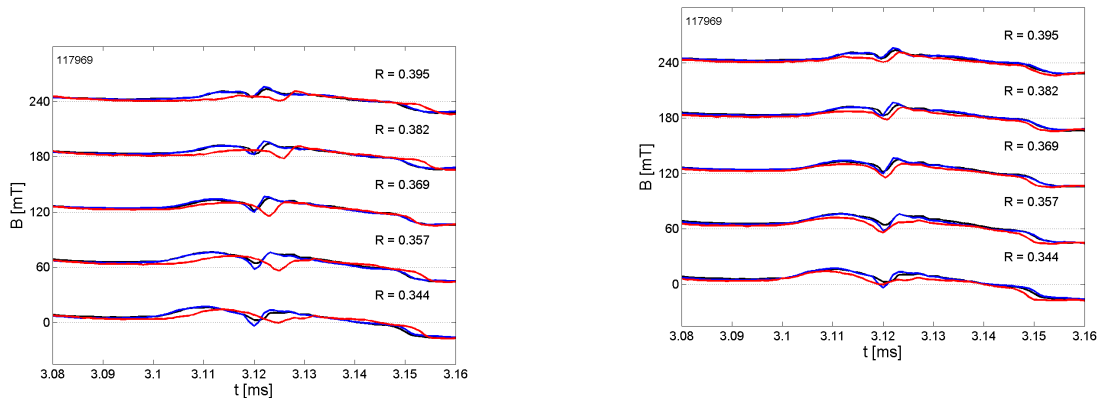 117969
R = 0.395
240
R = 0.382
180
R = 0.369
120
R = 0.357
60
R = 0.344
0
B [mT]
3.08 3.09 3.1 3.11 3.12 3.13 3.14 3.15 3.16
t [ms]
117969
R = 0.395
240
R = 0.382
180
R = 0.369
120
R = 0.357
60
R = 0.344
0
B [mT]
3.08 3.09 3.1 3.11 3.12 3.13 3.14 3.15 3.16
t [ms]